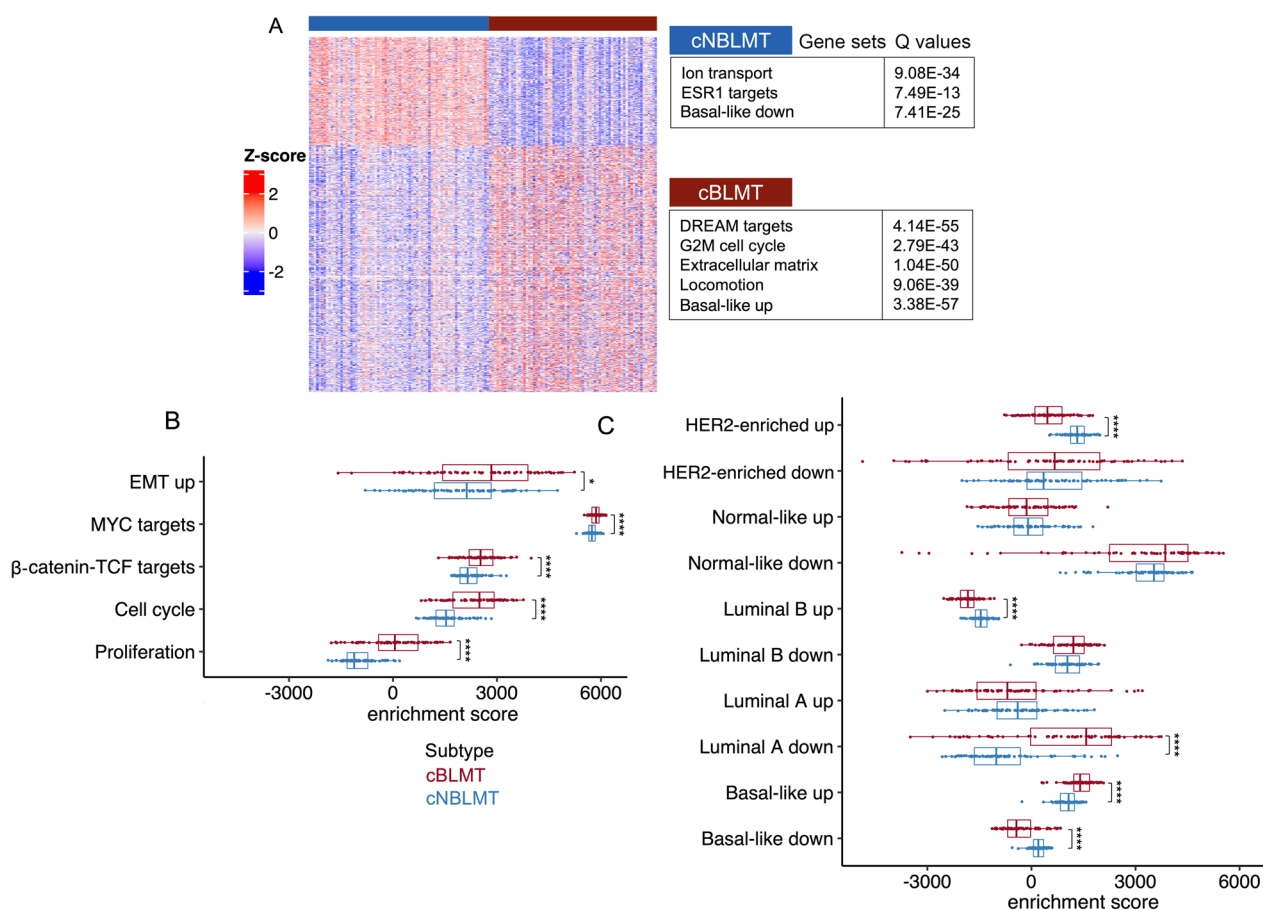 A
cNBLMT Gene sets Q values
Ion transport 9.08E-34
ESR1 targets 7.49E-13
Basal-like down 7.41E-25
Z-score
2
0
-2
cBLMT
DREAM targets 4.14E-55
G2M cell cycle 2.79E-43
Extracellular matrix 1.04E-50
Locomotion 9.06E-39
Basal-like up 3.38E-57
B
EMT up *
MYC targets ****
β-catenin-TCF targets ****
Cell cycle ****
Proliferation ****
-3000 0 3000 6000
enrichment score
Subtype
cBLMT
cNBLMT
C
HER2-enriched up ****
HER2-enriched down
Normal-like up
Normal-like down
Luminal B up ****
Luminal B down
Luminal A up
Luminal A down ****
Basal-like up ****
Basal-like down ****
-3000 0 3000 6000
enrichment score